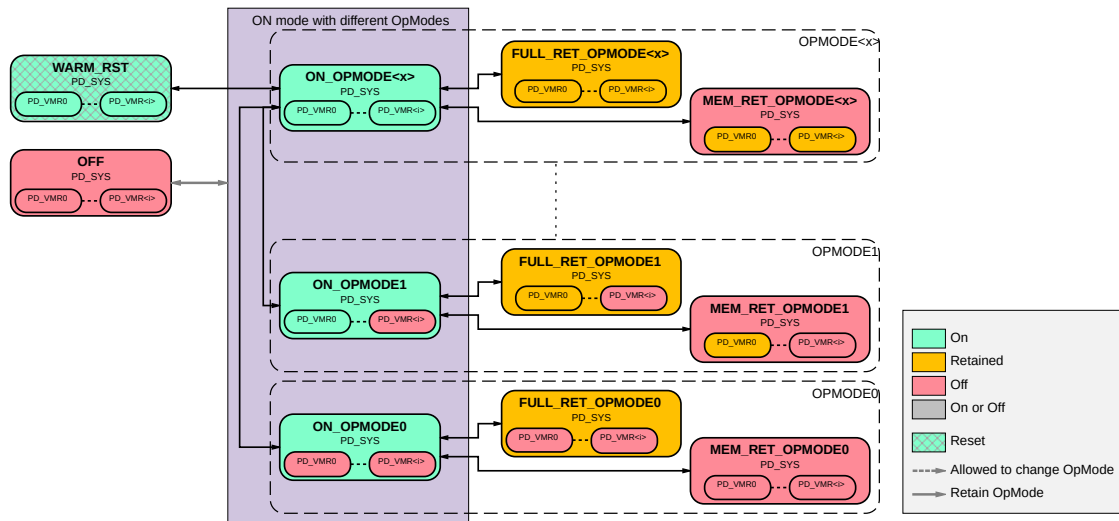 ON mode with different OpModes
OPMODE<x>
WARM_RST
PD_SYS
PD_VMR0
PD_VMR<i>
ON_OPMODE<x>
PD_SYS
PD_VMR0
PD_VMR<i>
FULL_RET_OPMODE<x>
PD_SYS
PD_VMR0
PD_VMR<i>
MEM_RET_OPMODE<x>
PD_SYS
PD_VMR0
PD_VMR<i>
OFF
PD_SYS
PD_VMR0
PD_VMR<i>
OPMODE1
ON_OPMODE1
PD_SYS
PD_VMR0
PD_VMR<i>
FULL_RET_OPMODE1
PD_SYS
PD_VMR0
PD_VMR<i>
MEM_RET_OPMODE1
PD_SYS
PD_VMR0
PD_VMR<i>
OPMODE0
ON_OPMODE0
PD_SYS
PD_VMR0
PD_VMR<i>
FULL_RET_OPMODE0
PD_SYS
PD_VMR0
PD_VMR<i>
MEM_RET_OPMODE0
PD_SYS
PD_VMR0
PD_VMR<i>
On
Retained
Off
On or Off
Reset
Allowed to change OpMode
Retain OpMode